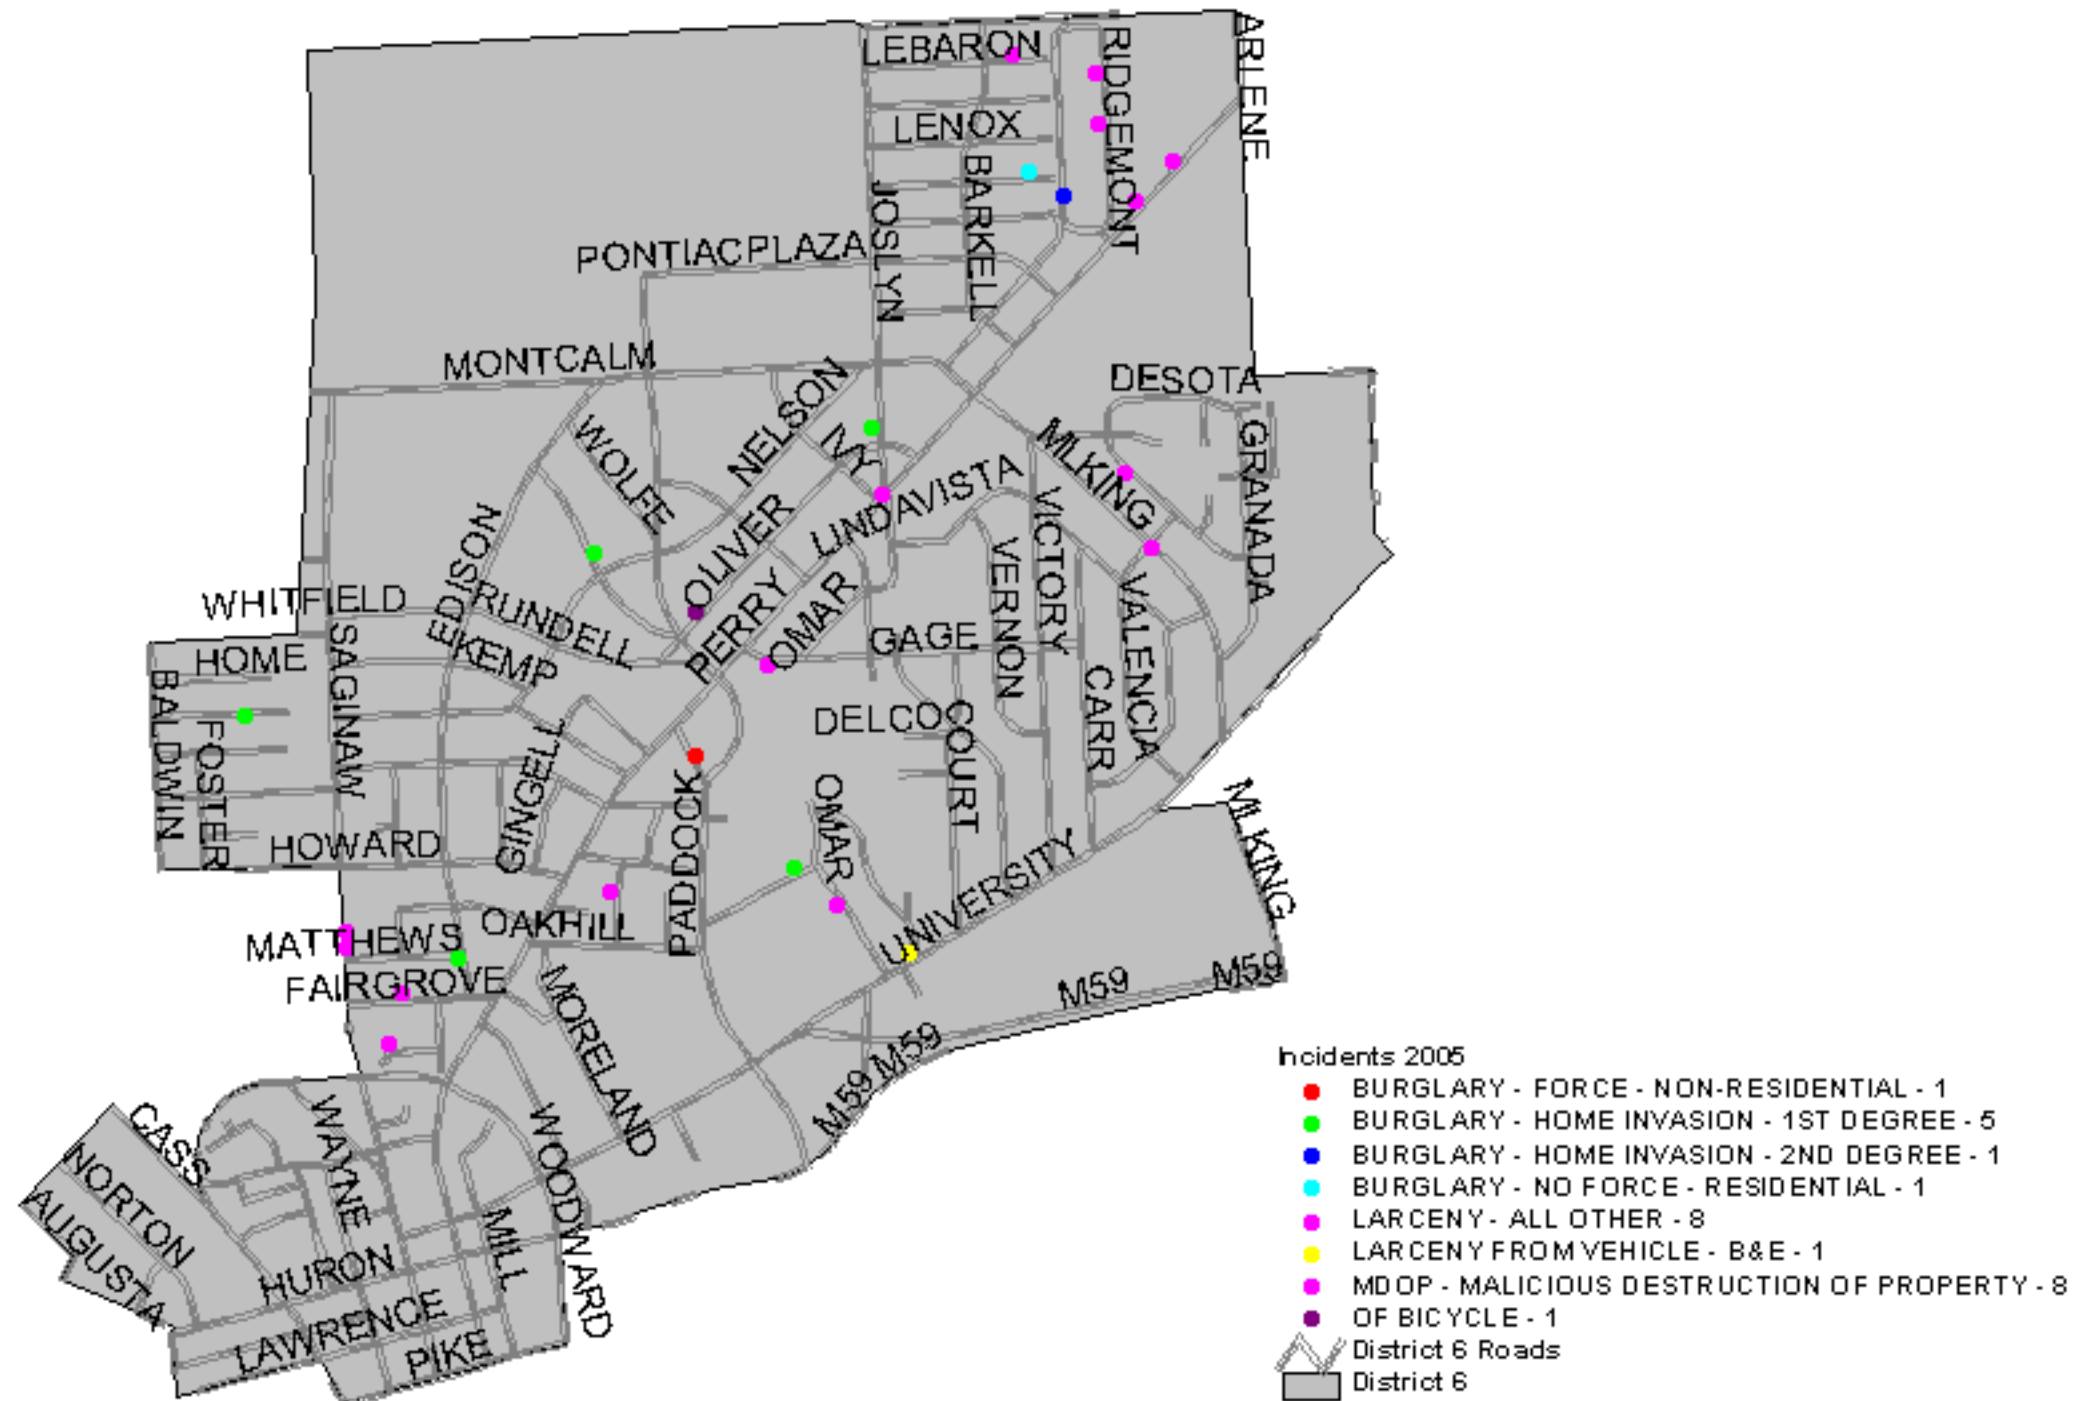 LEBARON
RIDGEMONT
ARLENE
LENOX
BARKELL
JOSLYN
PONTIACPLAZA
MONTCALM
DESOTA
NELSON
WOLFE
IVY
MLKING
GRANADA
LINDAVISTA
VICTORY
OLIVER
EDISON
VERNON
WHITFIELD
RUNDELL
PERRY
OMAR
VALENCIA
SAGINAW
GAGE
HOME
KEMP
BALDWIN
FOSTER
CARR
DELCO
COURT
GINGELL
PADDOCK
OMAR
MLKING
HOWARD
UNIVERSITY
OAKHILL
MATTHEWS
FAIRGROVE
MORELAND
M59
M59
M59
M59
CASS
WAYNE
WOODWARD
NORTON
AUGUSTA
MILL
HURON
LAWRENCE
PIKE
Incidents 2005
BURGLARY - FORCE - NON-RESIDENTIAL - 1
BURGLARY - HOME INVASION - 1ST DEGREE - 5
BURGLARY - HOME INVASION - 2ND DEGREE - 1
BURGLARY - NO FORCE - RESIDENTIAL - 1
LARCENY - ALL OTHER - 8
LARCENY FROM VEHICLE - B&E - 1
MDOP - MALICIOUS DESTRUCTION OF PROPERTY - 8
OF BICYCLE - 1
District 6 Roads
District 6